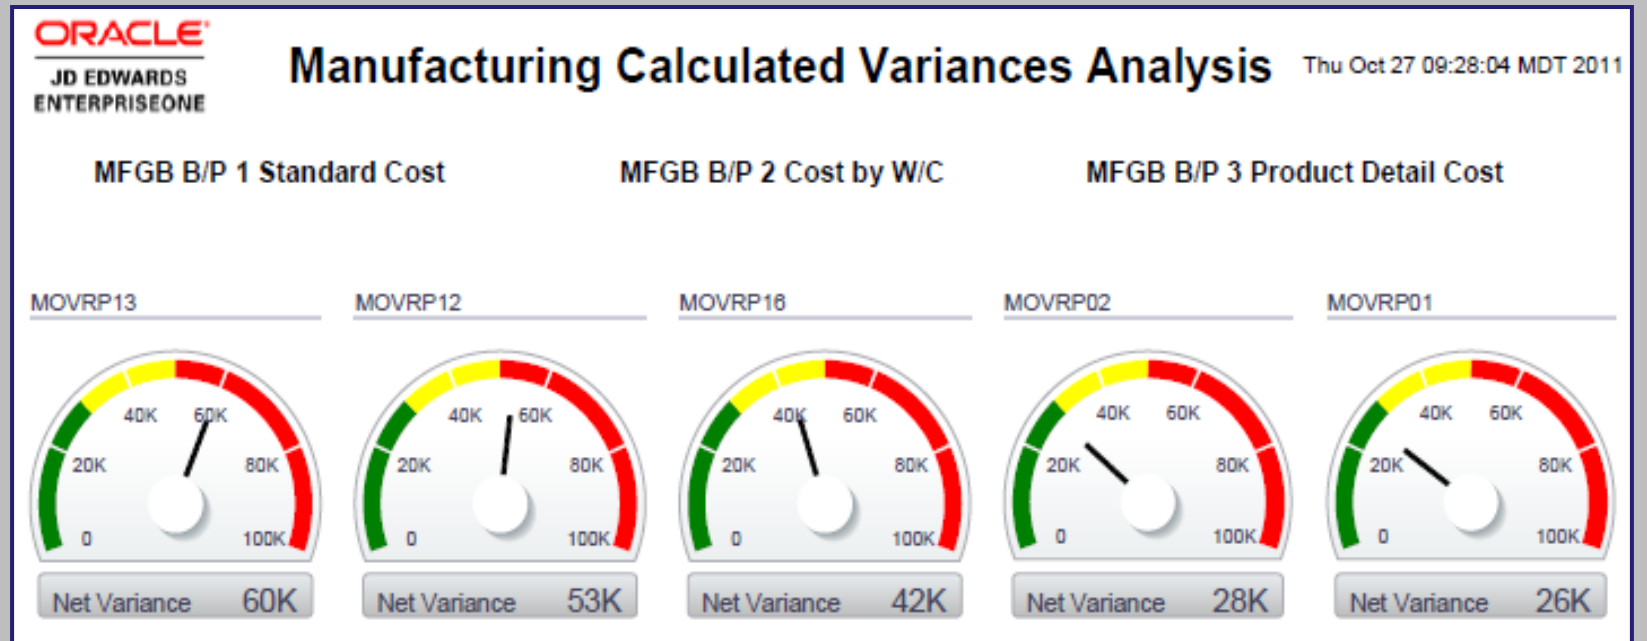 ORACLE
JD EDWARDS
ENTERPRISEONE
Manufacturing Calculated Variances Analysis
Thu Oct 27 09:28:04 MDT 2011
MFGB B/P 1 Standard Cost
MFGB B/P 2 Cost by W/C
MFGB B/P 3 Product Detail Cost
MOVRP13
0
20K
40K
60K
80K
100K
Net Variance 60K
MOVRP12
0
20K
40K
60K
80K
100K
Net Variance 53K
MOVRP16
0
20K
40K
60K
80K
100K
Net Variance 42K
MOVRP02
0
20K
40K
60K
80K
100K
Net Variance 28K
MOVRP01
0
20K
40K
60K
80K
100K
Net Variance 26K